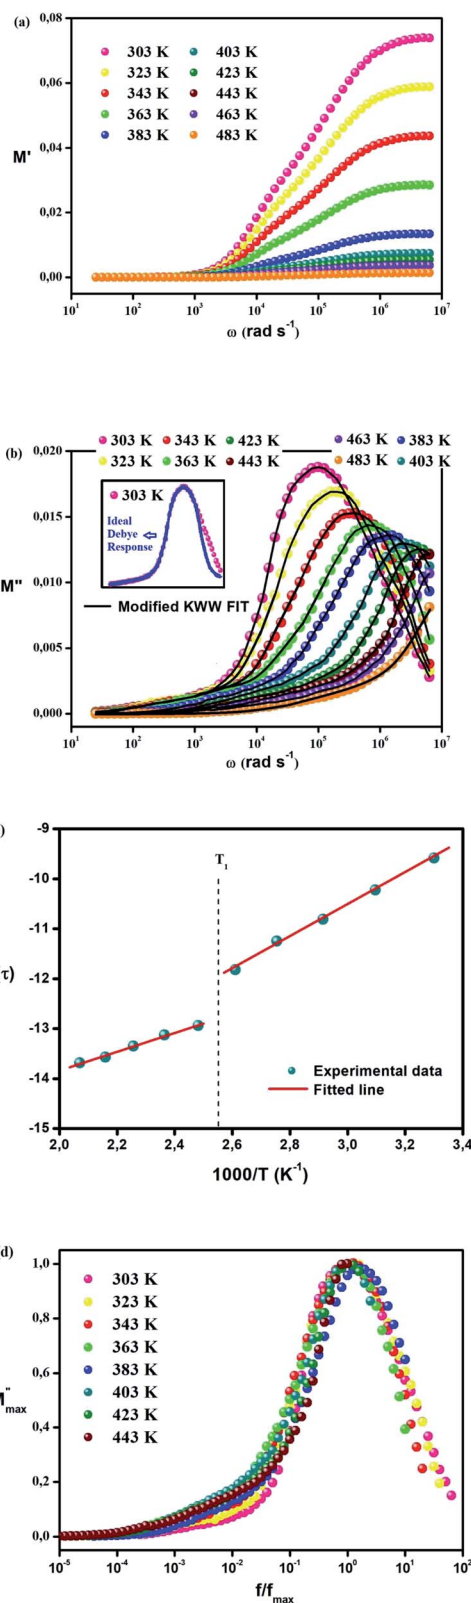 (a)
0,08
0,06
0,04
0,02
0,00
M'
303 K 403 K
323 K 423 K
343 K 443 K
363 K 463 K
383 K 483 K
10¹ 10² 10³ 10⁴ 10⁵ 10⁶ 10⁷
ω (rad s⁻¹)
(b)
303 K 343 K 423 K 463 K 383 K
323 K 363 K 443 K 483 K 403 K
0,020
0,015
0,010
0,005
0,000
M''
303 K
Ideal
Debye
Response
Modified KWW FIT
10¹ 10² 10³ 10⁴ 10⁵ 10⁶ 10⁷
ω (rad s⁻¹)
)
-9
-10
-11
-12
-13
-14
-15
(τ)
T₁
Experimental data
Fitted line
2,0 2,2 2,4 2,6 2,8 3,0 3,2 3,4
1000/T (K⁻¹)
d)
1,0
0,8
0,6
0,4
0,2
0,0
M''max
303 K
323 K
343 K
363 K
383 K
403 K
423 K
443 K
10⁻⁵ 10⁻⁴ 10⁻³ 10⁻² 10⁻¹ 10⁰ 10¹ 10²
f/fmax